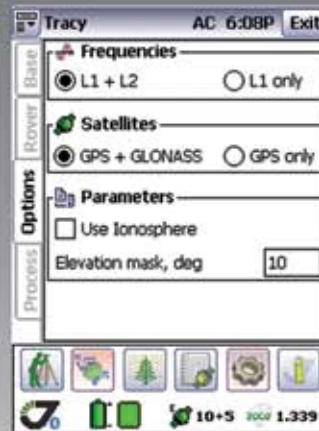 Tracy AC 6:08P Exit
Frequencies
L1 + L2 L1 only
Satellites
GPS + GLONASS GPS only
Parameters
Use Ionosphere
Elevation mask, deg 10
Base
Rover
Options
Process
10+5 1.339